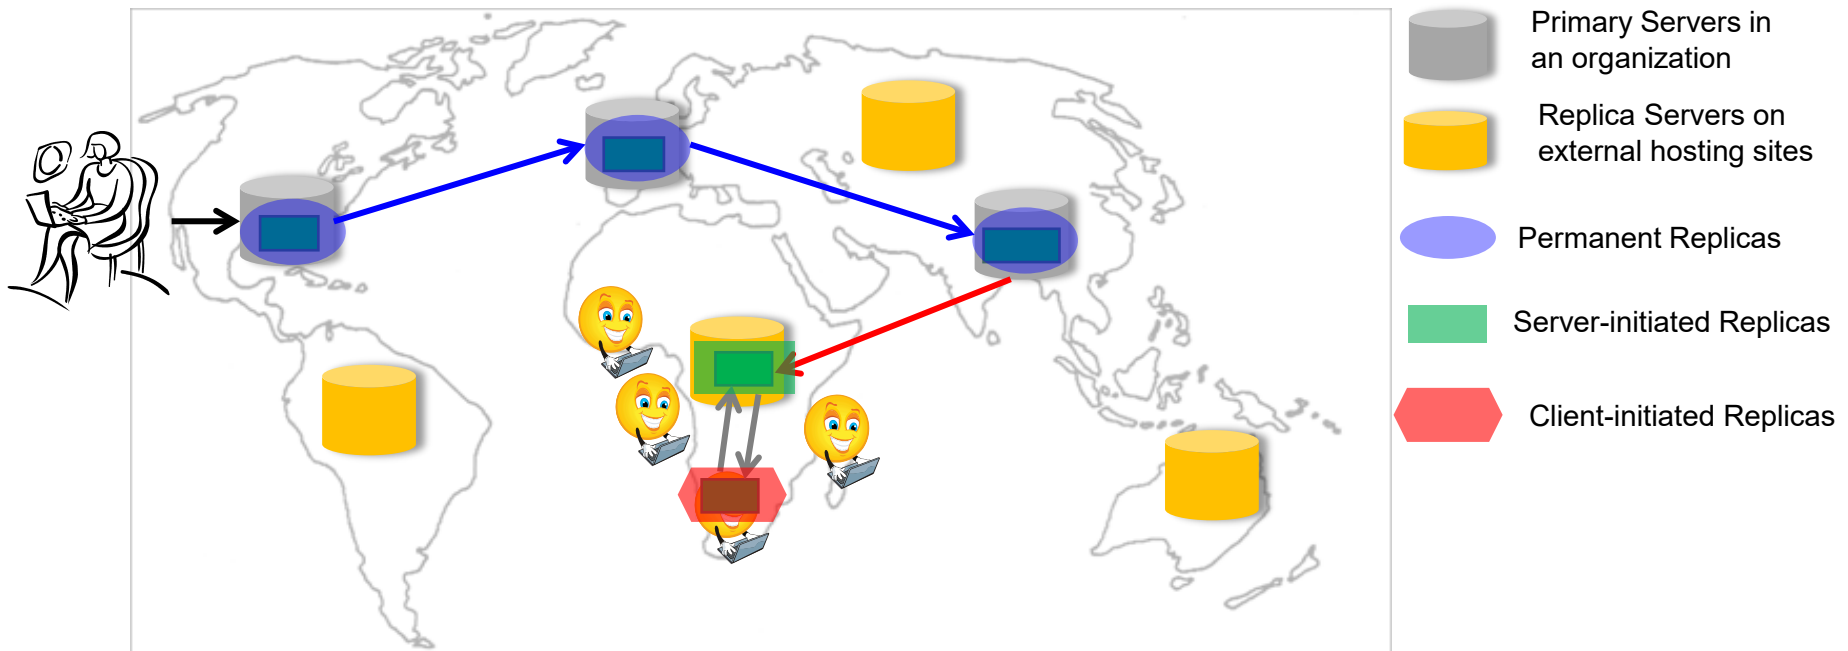 Primary Servers in
an organization
Replica Servers on
external hosting sites
Permanent Replicas
Server-initiated Replicas
Client-initiated Replicas